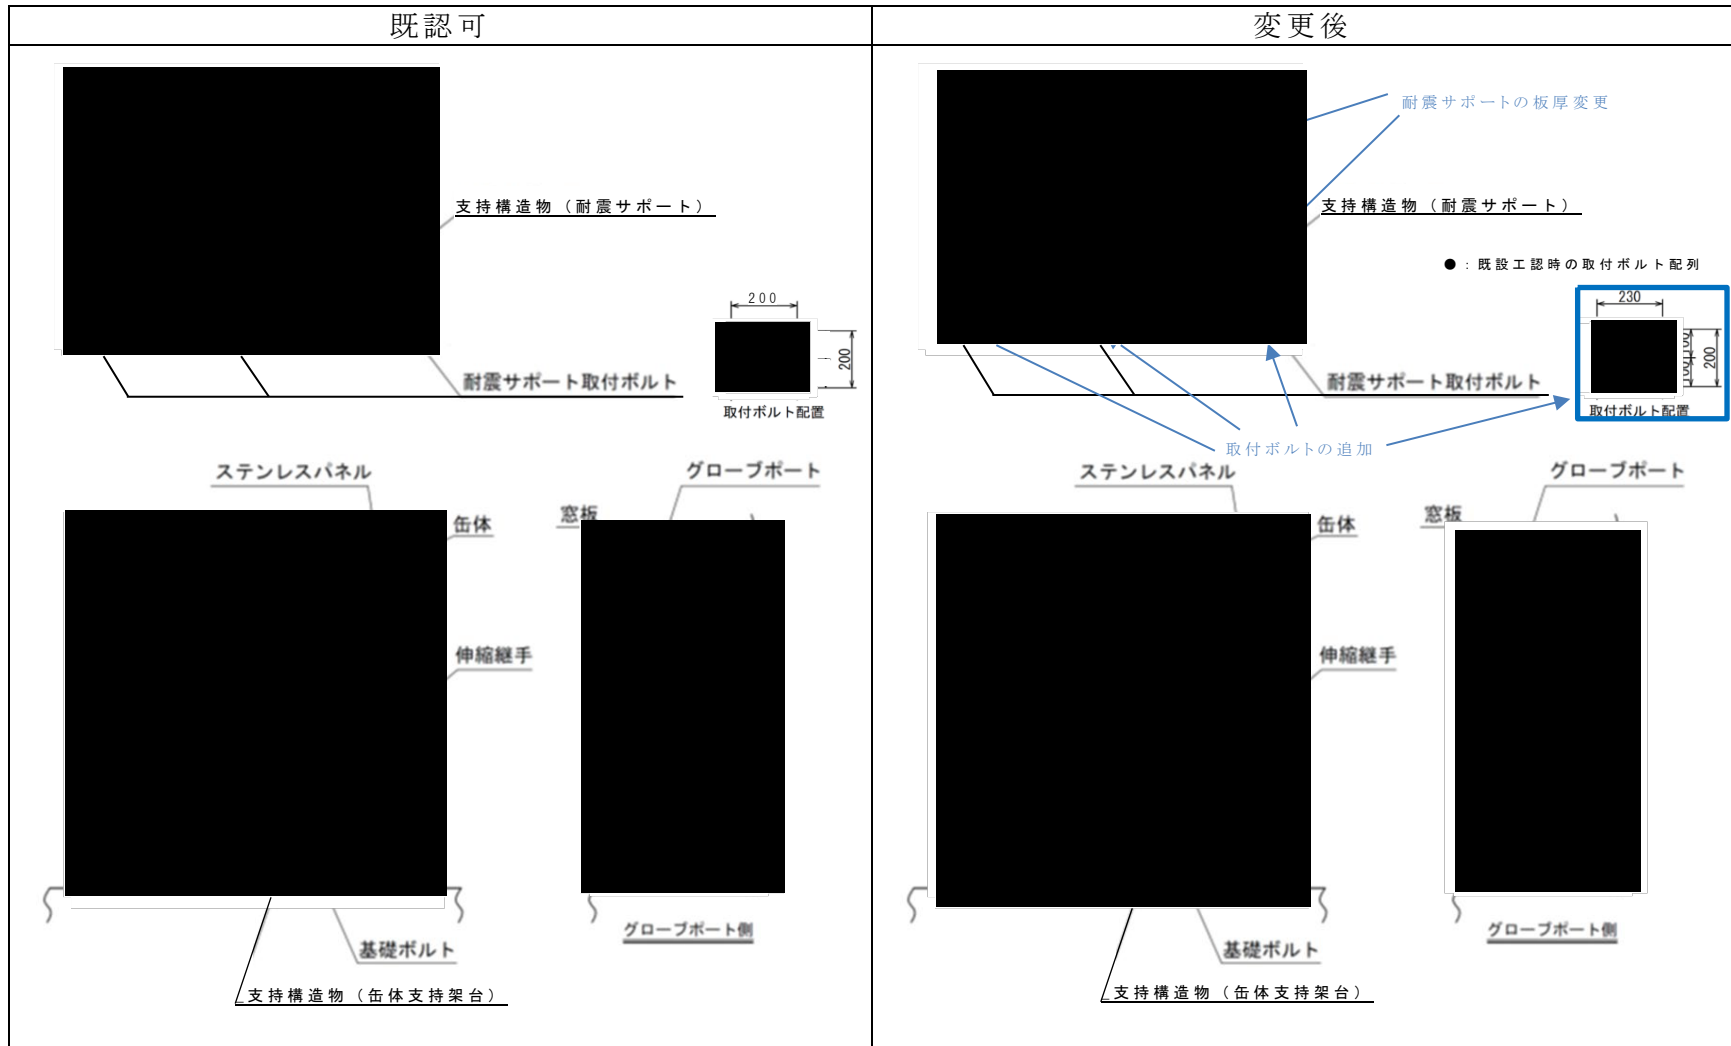 既認可
変更後
支持構造物（耐震サポート）
200
200
耐震サポート取付ボルト
取付ボルト配置
ステンレスパネル
グローブポート
缶体
窓板
伸縮継手
グローブポート側
基礎ボルト
支持構造物（缶体支持架台）
耐震サポートの板厚変更
支持構造物（耐震サポート）
●：既設工認時の取付ボルト配列
230
200
耐震サポート取付ボルト
取付ボルト配置
取付ボルトの追加
ステンレスパネル
グローブポート
缶体
窓板
伸縮継手
グローブポート側
基礎ボルト
支持構造物（缶体支持架台）